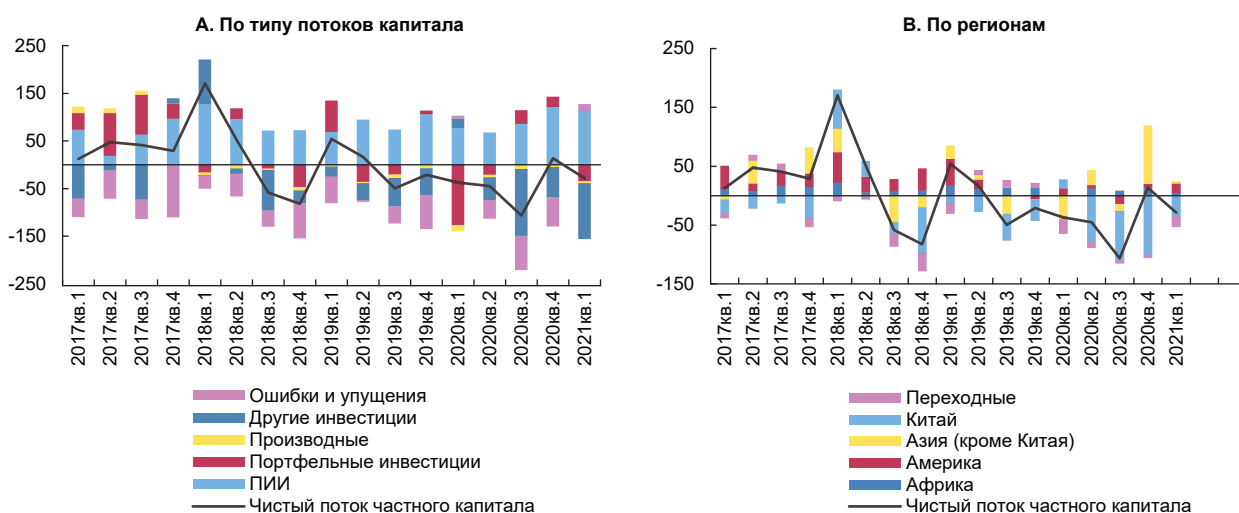 A. По типу потоков капитала
250
150
50
-50
-150
-250
2017кв.1
2017кв.2
2017кв.3
2017кв.4
2018кв.1
2018кв.2
2018кв.3
2018кв.4
2019кв.1
2019кв.2
2019кв.3
2019кв.4
2020кв.1
2020кв.2
2020кв.3
2020кв.4
2021кв.1
Ошибки и упущения
Другие инвестиции
Производные
Портфельные инвестиции
ПИИ
Чистый поток частного капитала
B. По регионам
250
150
50
-50
-150
2017кв.1
2017кв.2
2017кв.3
2017кв.4
2018кв.1
2018кв.2
2018кв.3
2018кв.4
2019кв.1
2019кв.2
2019кв.3
2019кв.4
2020кв.1
2020кв.2
2020кв.3
2020кв.4
2021кв.1
Переходные
Китай
Азия (кроме Китая)
Америка
Африка
Чистый поток частного капитала